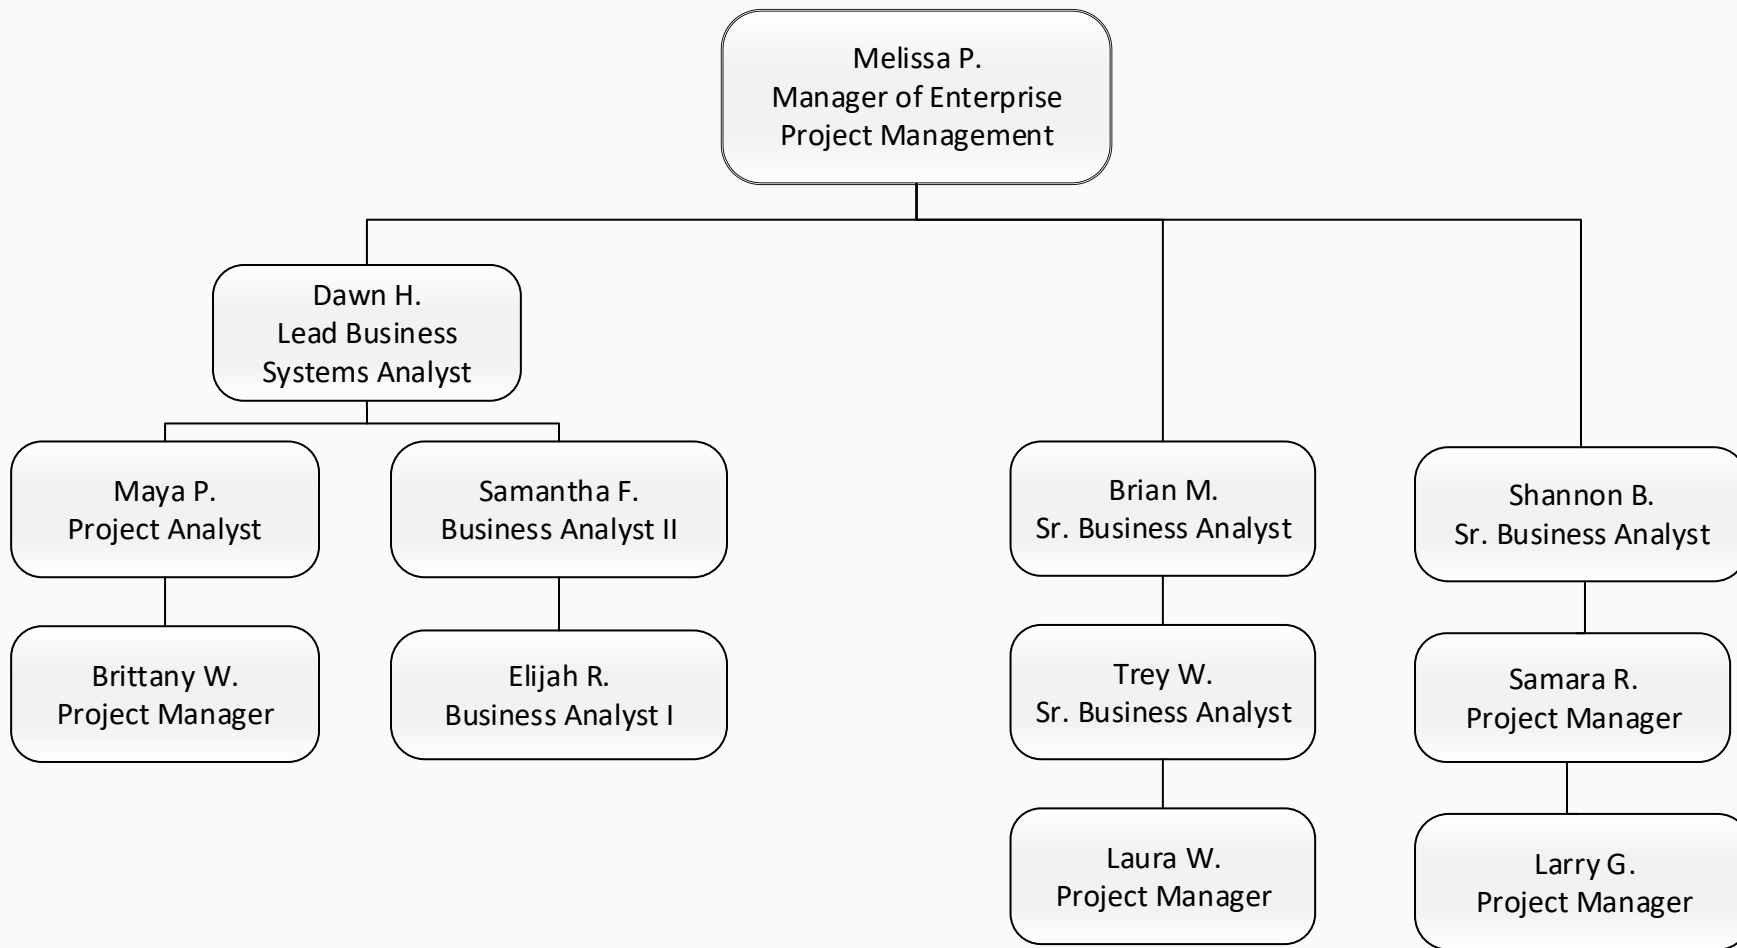 Melissa P.
Manager of Enterprise
Project Management
Dawn H.
Lead Business
Systems Analyst
Maya P.
Project Analyst
Samantha F.
Business Analyst II
Brian M.
Sr. Business Analyst
Shannon B.
Sr. Business Analyst
Brittany W.
Project Manager
Elijah R.
Business Analyst I
Trey W.
Sr. Business Analyst
Samara R.
Project Manager
Laura W.
Project Manager
Larry G.
Project Manager